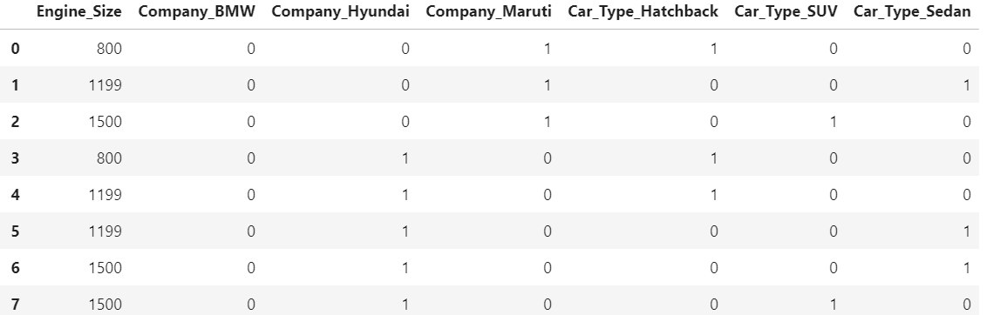 Engine_Size Company_BMW Company_Hyundai Company_Maruti Car_Type_Hatchback Car_Type_SUV Car_Type_Sedan
0 800 0 0 1 1 0 0
1 1199 0 0 1 0 0 1
2 1500 0 0 1 0 1 0
3 800 0 1 0 1 0 0
4 1199 0 1 0 1 0 0
5 1199 0 1 0 0 0 1
6 1500 0 1 0 0 0 1
7 1500 0 1 0 0 1 0